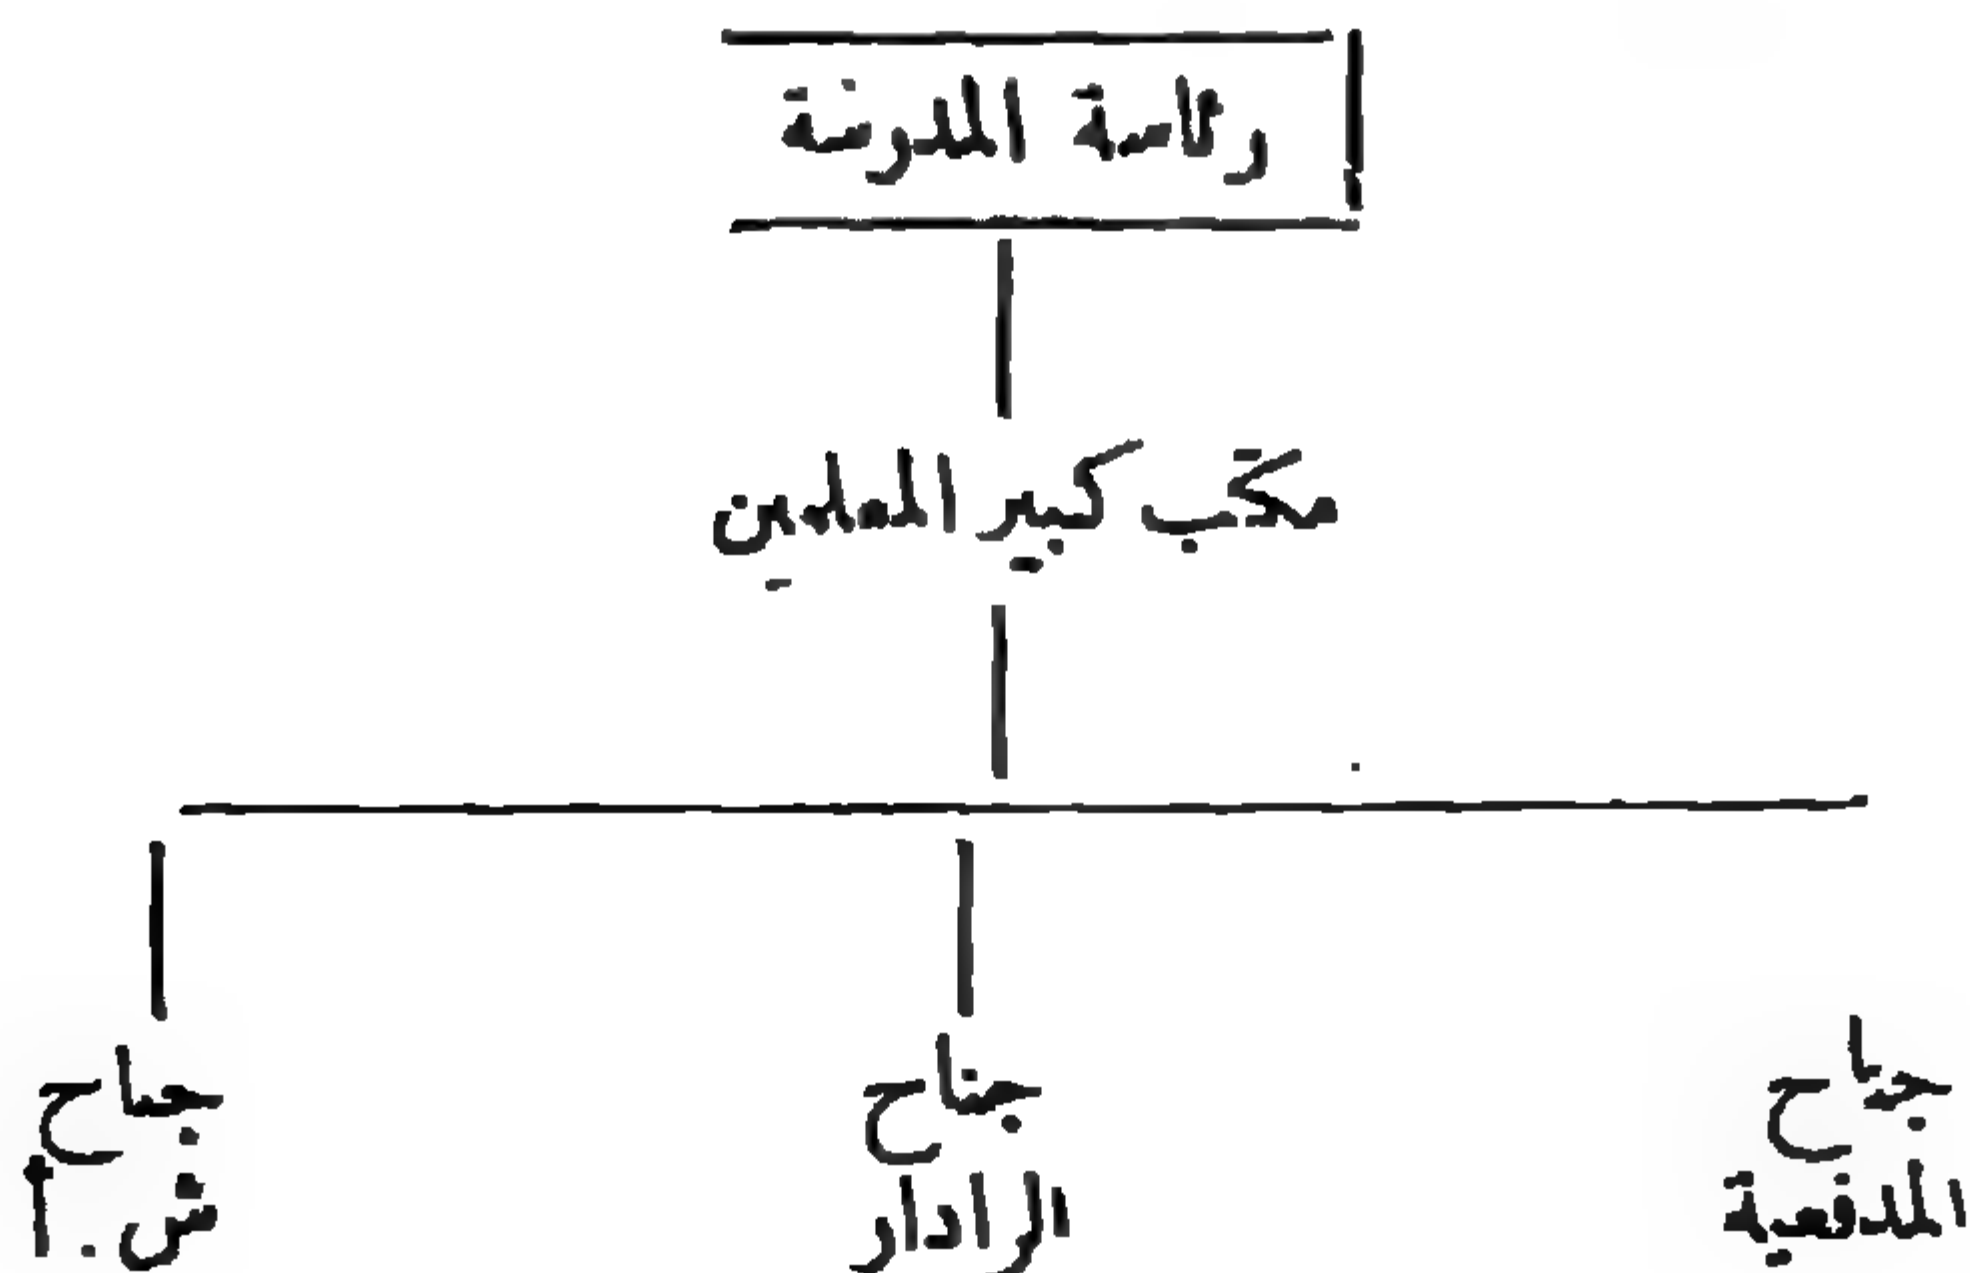 رئاسة المدرسة
مكتب كبير المعلمين
جناح المدفعية
جناح الرادار
جناح ش . أ